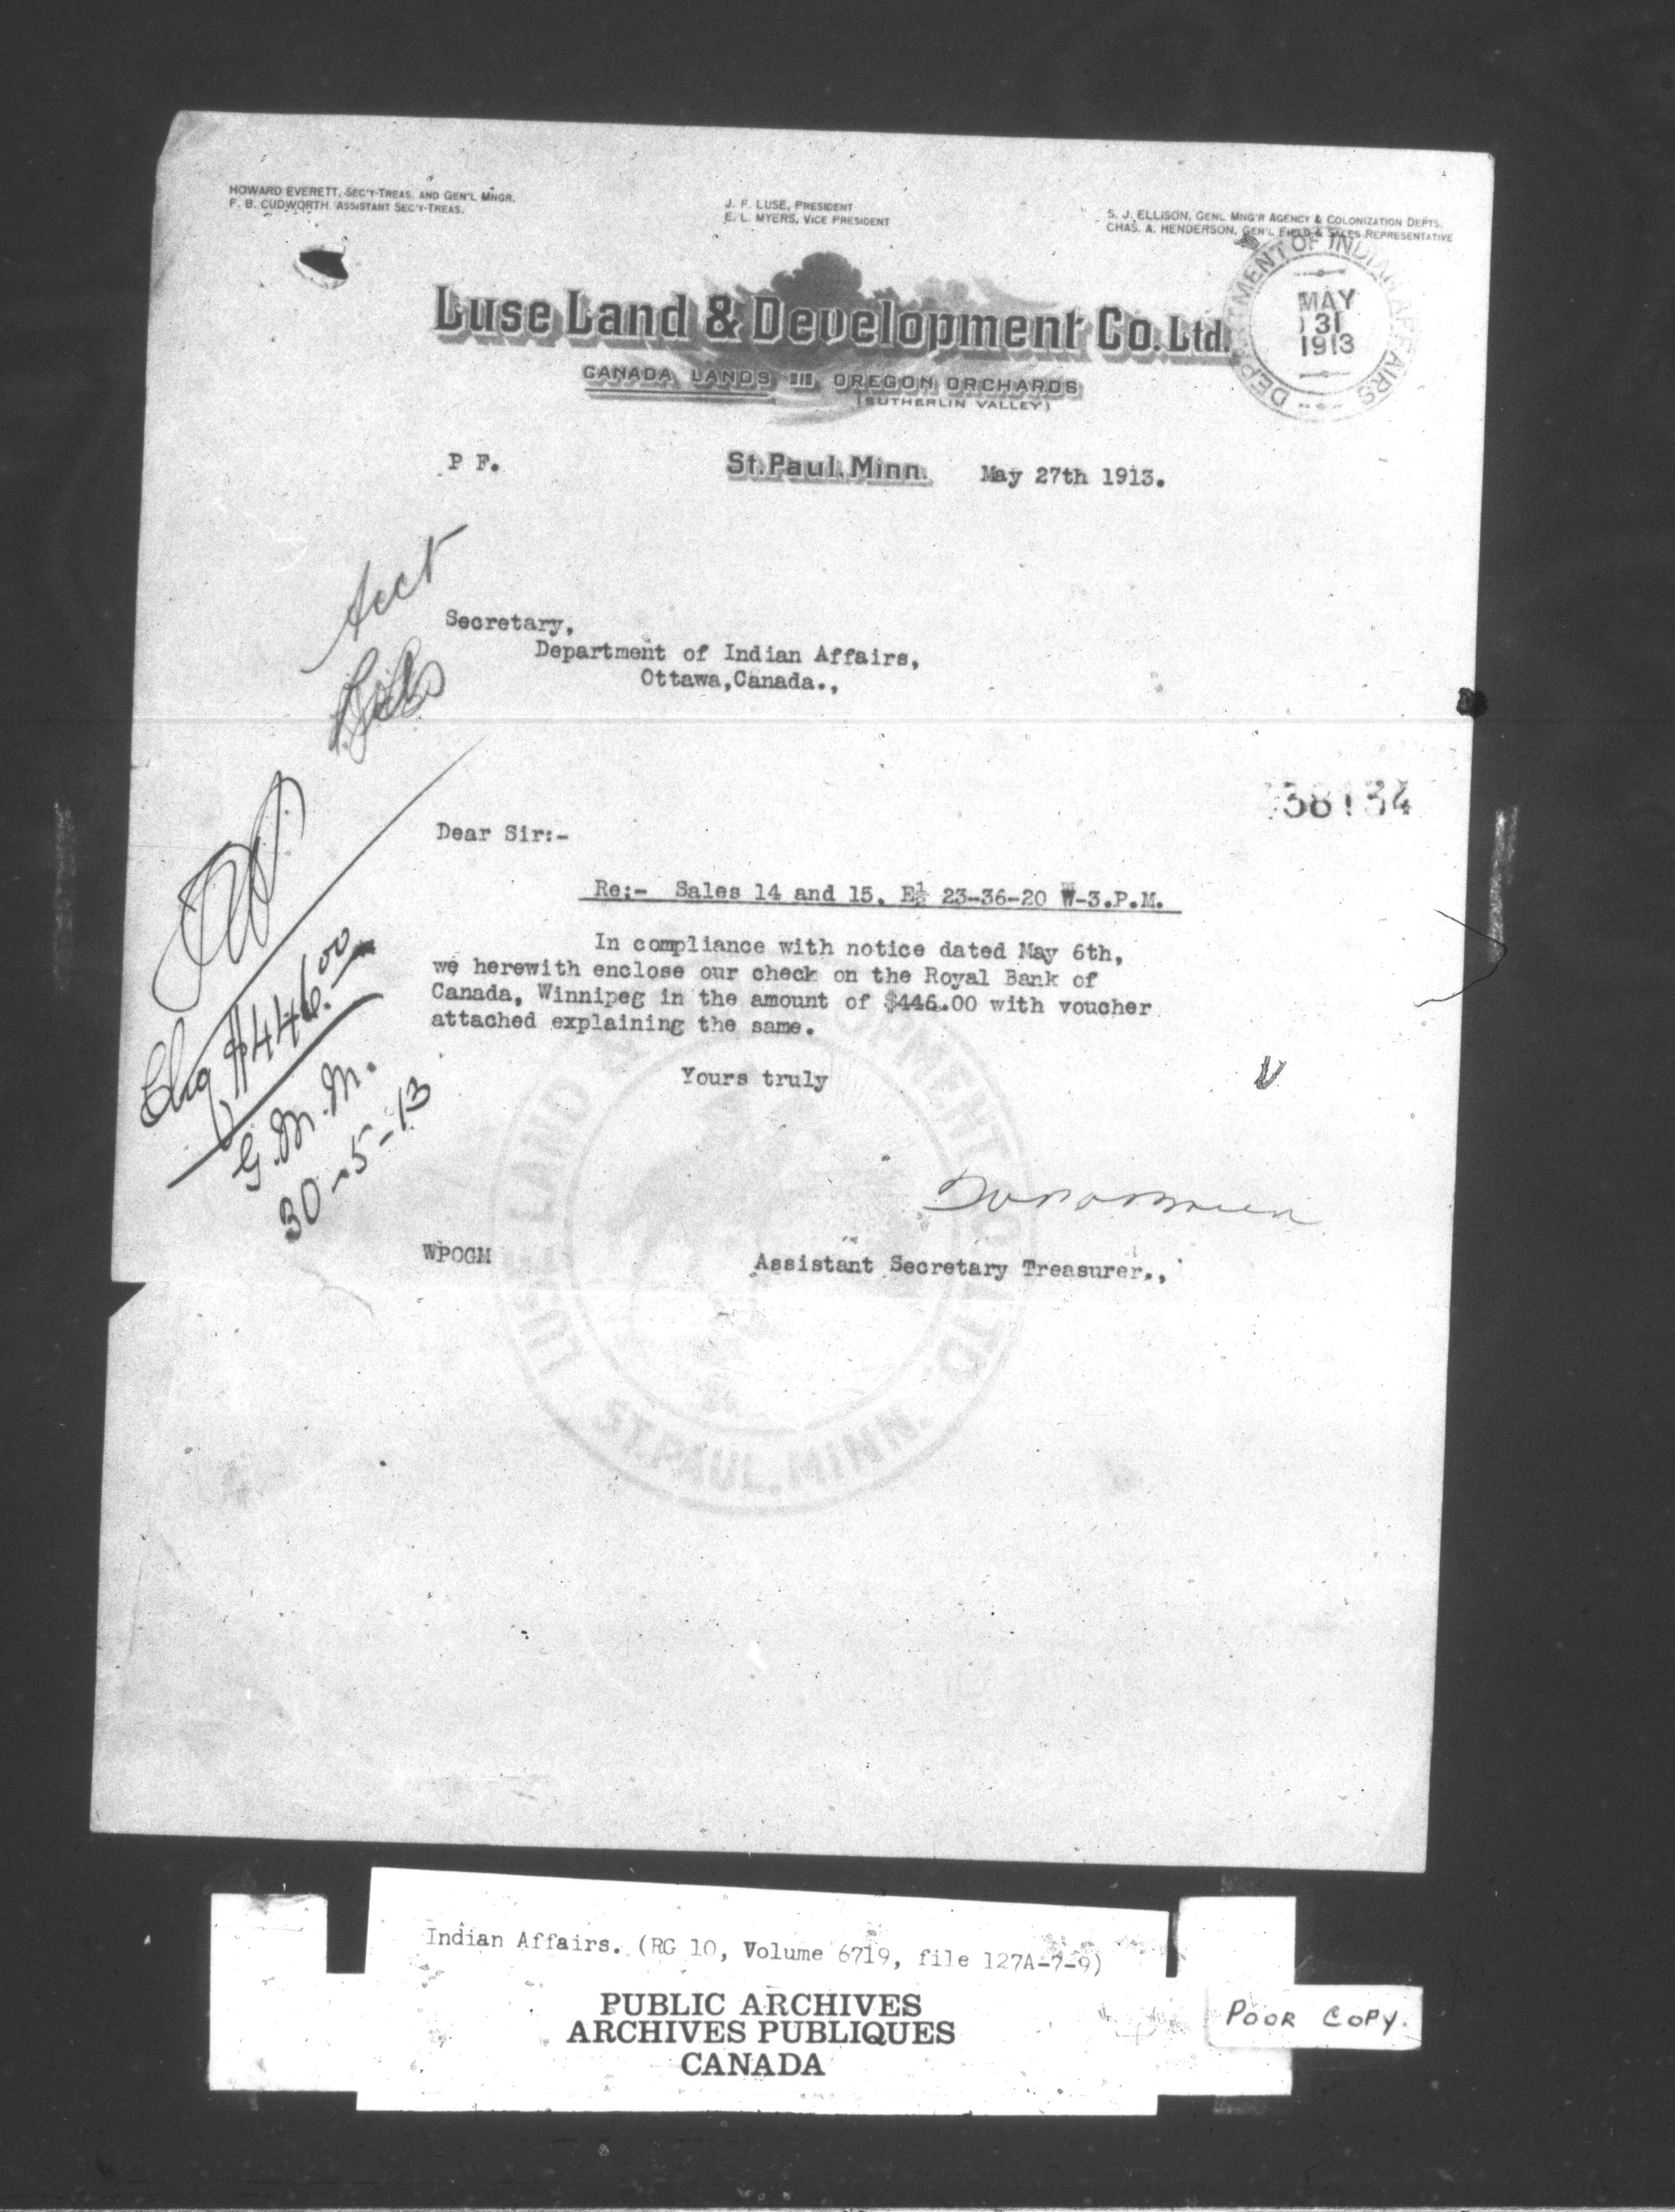 HOWARD EVERETT, SEC'Y-TREAS. AND GEN'L MNGR.
F. B. CUDWORTH. ASSISTANT SEC'Y-TREAS.
J. F. LUSE, PRESIDENT
E. L. MYERS, VICE PRESIDENT
S. J. ELLISON, GENL MNG'R AGENCY & COLONIZATION DEPTS.
CHAS. A. HENDERSON, GEN'L FIELD & SALES REPRESENTATIVE
Luse Land & Development Co. Ltd.
CANADA LANDS OREGON ORCHARDS
(SUTHERLIN VALLEY)
DEPARTMENT OF INDIAN AFFAIRS
MAY
31
1913
P F.
St. Paul, Minn. May 27th 1913.
Acct
Secretary,
Department of Indian Affairs,
Ottawa, Canada.,
38134
Dear Sir:-
Re:- Sales 14 and 15. E½ 23-36-20 W-3.P.M.
In compliance with notice dated May 6th,
we herewith enclose our check on the Royal Bank of
Canada, Winnipeg in the amount of $446.00 with voucher
attached explaining the same.
Yours truly
Chq $446.00
G.M.M.
30-5-13
WPOGM
Assistant Secretary Treasurer.,
LUSE LAND & DEVELOPMENT CO. LTD.
ST. PAUL, MINN.
Indian Affairs. (RG 10, Volume 6719, file 127A-7-9)
PUBLIC ARCHIVES
ARCHIVES PUBLIQUES
CANADA
POOR COPY.